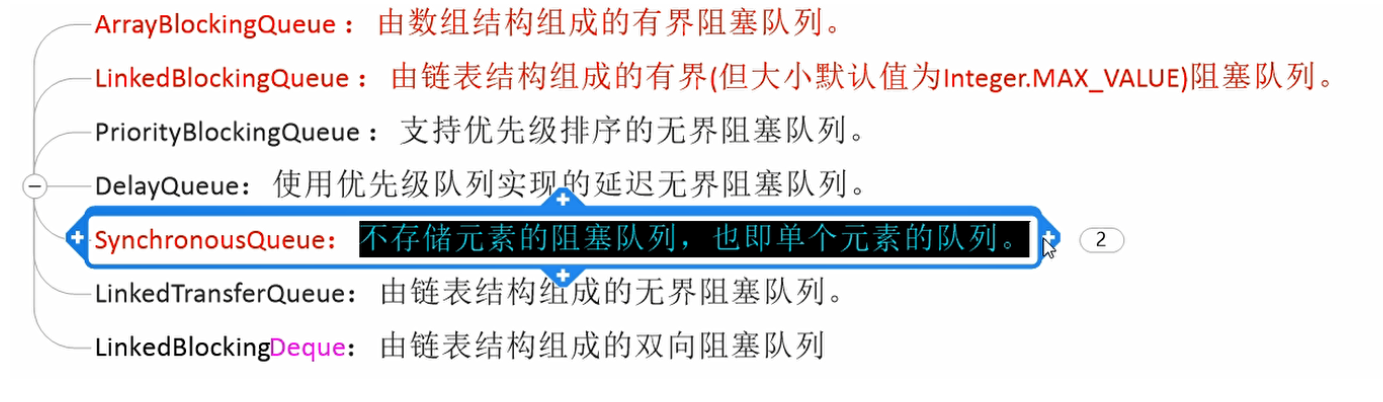 ArrayBlockingQueue：由数组结构组成的有界阻塞队列。
LinkedBlockingQueue：由链表结构组成的有界(但大小默认值为Integer.MAX_VALUE)阻塞队列。
PriorityBlockingQueue：支持优先级排序的无界阻塞队列。
DelayQueue：使用优先级队列实现的延迟无界阻塞队列。
SynchronousQueue：不存储元素的阻塞队列，也即单个元素的队列。 2
LinkedTransferQueue：由链表结构组成的无界阻塞队列。
LinkedBlockingDeque：由链表结构组成的双向阻塞队列